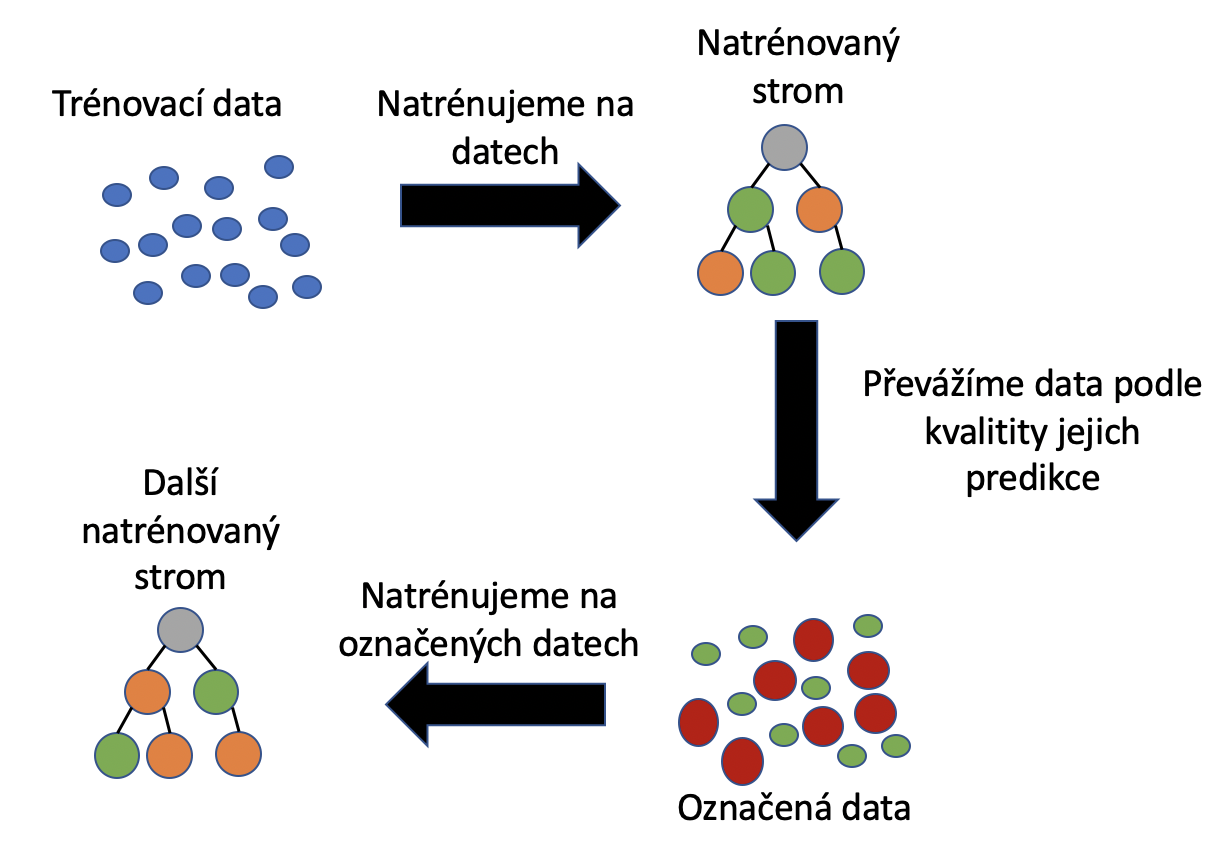 Trénovací data
Natrénujeme na
datech
Natrénovaný
strom
Převážíme data podle
kvalitity jejich
predikce
Označená data
Natrénujeme na
označených datech
Další
natrénovaný
strom